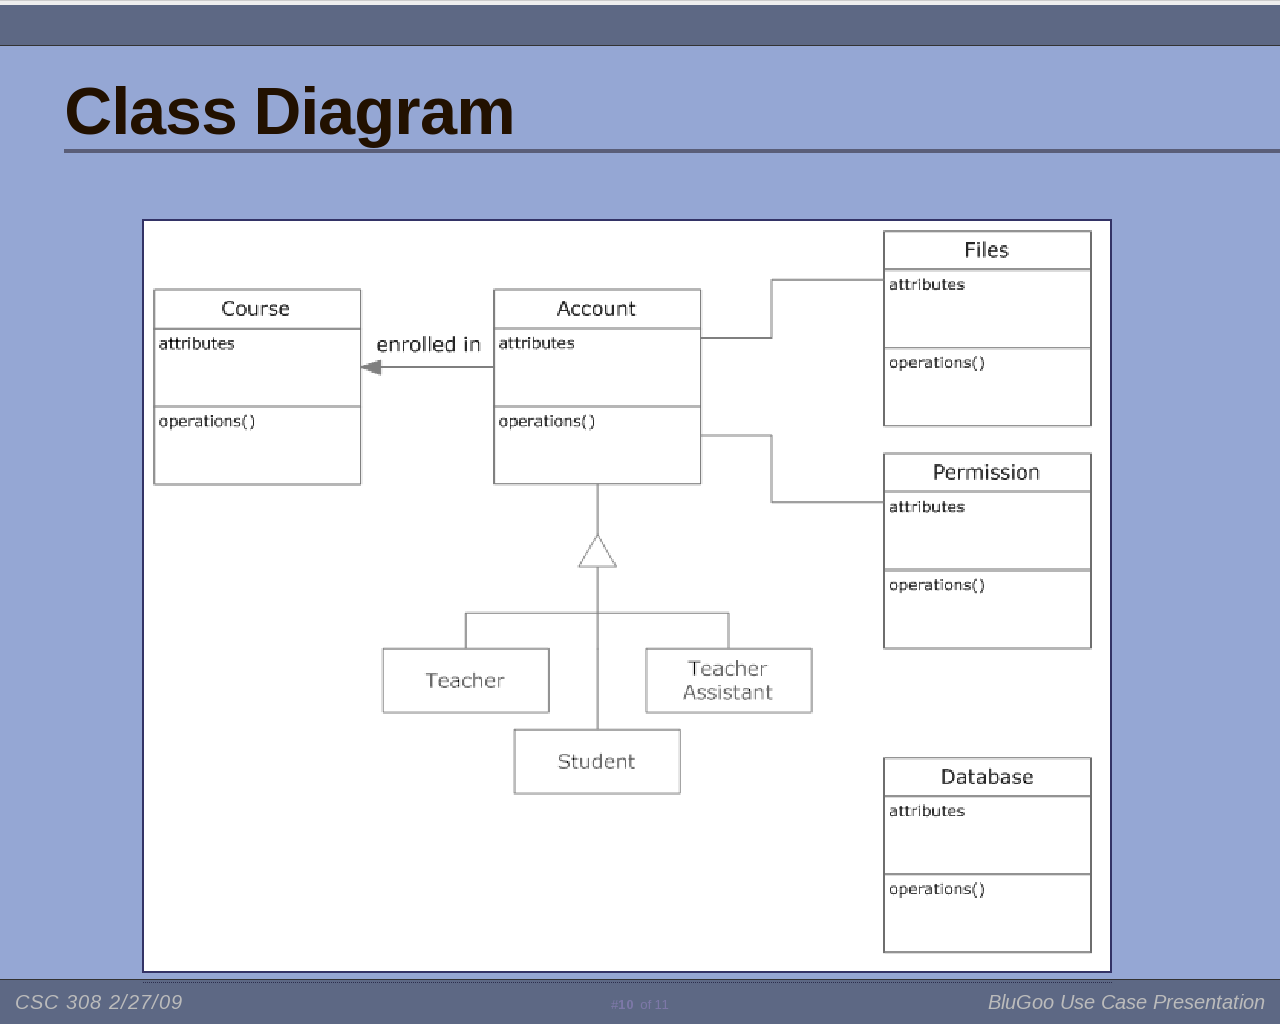 Class Diagram
Files
attributes
operations()
Course
attributes
operations()
enrolled in
Account
attributes
operations()
Permission
attributes
operations()
Teacher
Teacher
Assistant
Student
Database
attributes
operations()
CSC 308 2/27/09
#10 of 11
BluGoo Use Case Presentation